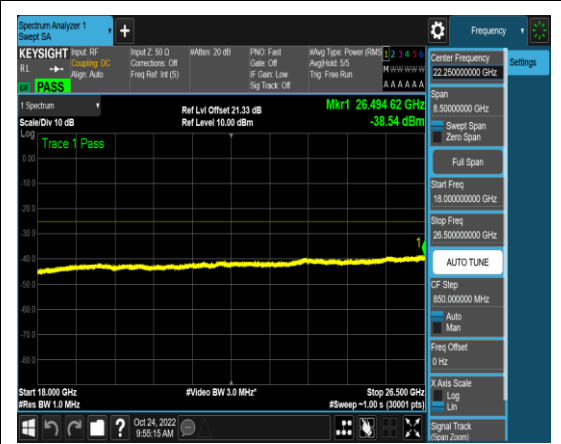 Spectrum Analyzer 1
Swept SA
+
Frequency
KEYSIGHT
RL
PASS
Input: RF
Coupling: DC
Align: Auto
Input Z: 50 Ω
Corrections: Off
Freq Ref: Int (S)
#Atten: 20 dB
PNO: Fast
Gate: Off
IF Gain: Low
Sig Track: Off
#Avg Type: Power (RMS
Avg|Hold: 5/5
Trig: Free Run
1 2 3 4 5 6
M W W W W W
A A A A A A
1 Spectrum
Scale/Div 10 dB
Ref Lvl Offset 21.33 dB
Ref Level 10.00 dBm
Mkr1 26.494 62 GHz
-38.54 dBm
Log
Trace 1 Pass
0.00
-10.0
-20.0
-30.0
-40.0
-50.0
-60.0
-70.0
-80.0
1
Start 18.000 GHz
#Res BW 1.0 MHz
#Video BW 3.0 MHz*
Stop 26.500 GHz
#Sweep ~1.00 s (30001 pts)
Center Frequency
22.250000000 GHz
Settings
Span
8.50000000 GHz
Swept Span
Zero Span
Full Span
Start Freq
18.000000000 GHz
Stop Freq
26.500000000 GHz
AUTO TUNE
CF Step
850.000000 MHz
Auto
Man
Freq Offset
0 Hz
X Axis Scale
Log
Lin
Signal Track
(Span Zoom)
?
Oct 24, 2022
9:55:15 AM